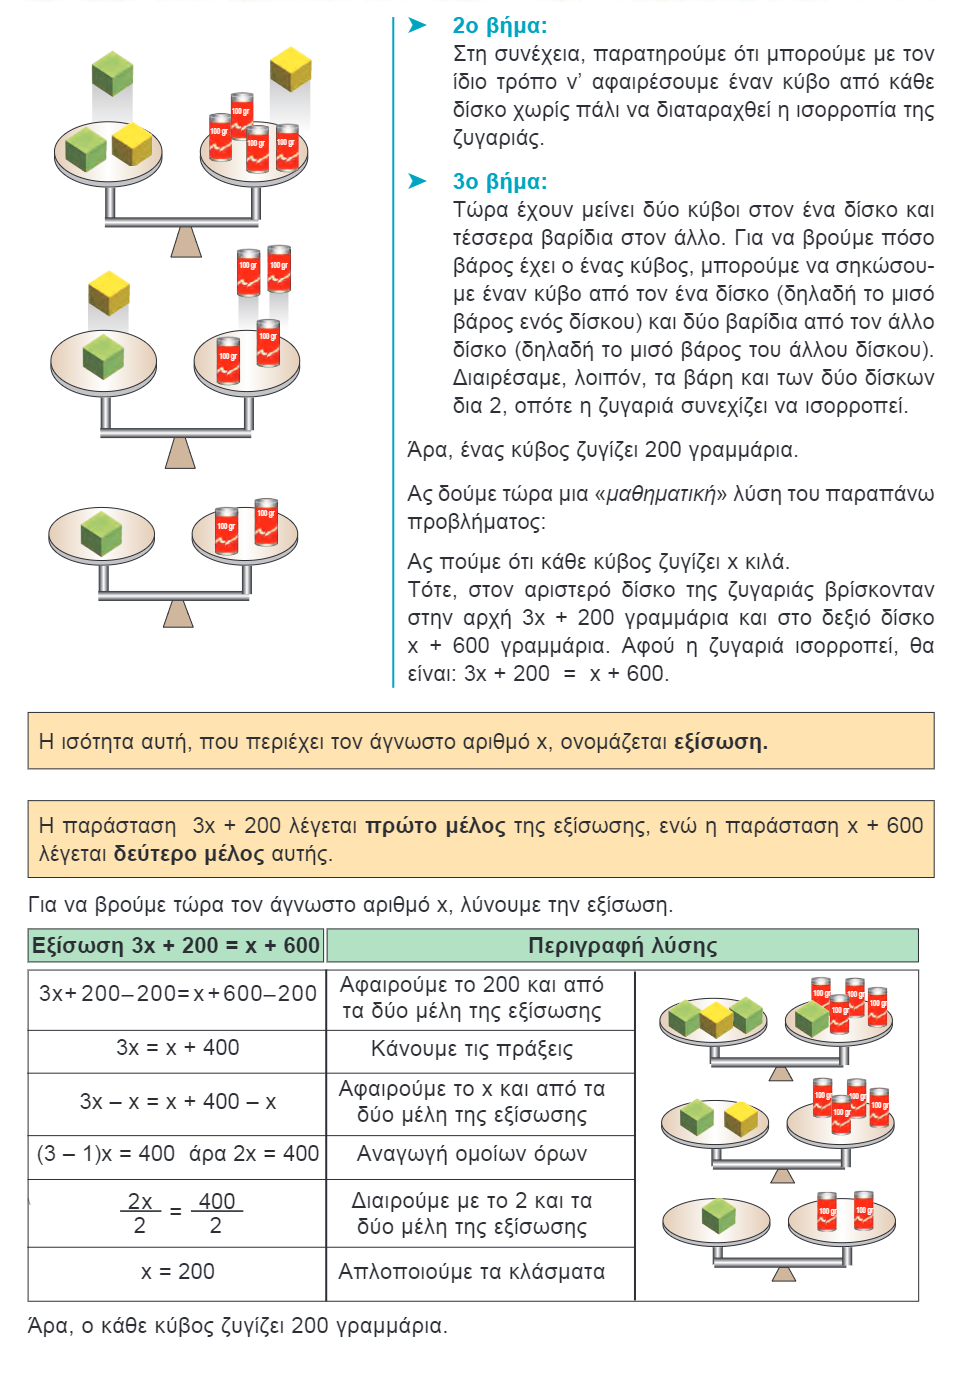 2ο βήμα:
Στη συνέχεια, παρατηρούμε ότι μπορούμε με τον
ίδιο τρόπο ν’ αφαιρέσουμε έναν κύβο από κάθε
δίσκο χωρίς πάλι να διαταραχθεί η ισορροπία της
ζυγαριάς.
100 gr
100 gr
100 gr
100 gr
3ο βήμα:
Τώρα έχουν μείνει δύο κύβοι στον ένα δίσκο και
τέσσερα βαρίδια στον άλλο. Για να βρούμε πόσο
βάρος έχει ο ένας κύβος, μπορούμε να σηκώσου-
με έναν κύβο από τον ένα δίσκο (δηλαδή το μισό
βάρος ενός δίσκου) και δύο βαρίδια από τον άλλο
δίσκο (δηλαδή το μισό βάρος του άλλου δίσκου).
Διαιρέσαμε, λοιπόν, τα βάρη και των δύο δίσκων
δια 2, οπότε η ζυγαριά συνεχίζει να ισορροπεί.
100 gr
100 gr
100 gr
100 gr
Άρα, ένας κύβος ζυγίζει 200 γραμμάρια.
Ας δούμε τώρα μια «μαθηματική» λύση του παραπάνω
προβλήματος:
100 gr
100 gr
Ας πούμε ότι κάθε κύβος ζυγίζει x κιλά.
Τότε, στον αριστερό δίσκο της ζυγαριάς βρίσκονταν
στην αρχή 3x + 200 γραμμάρια και στο δεξιό δίσκο
x + 600 γραμμάρια. Αφού η ζυγαριά ισορροπεί, θα
είναι: 3x + 200 = x + 600.
Η ισότητα αυτή, που περιέχει τον άγνωστο αριθμό x, ονομάζεται εξίσωση.
Η παράσταση 3x + 200 λέγεται πρώτο μέλος της εξίσωσης, ενώ η παράσταση x + 600
λέγεται δεύτερο μέλος αυτής.
Για να βρούμε τώρα τον άγνωστο αριθμό x, λύνουμε την εξίσωση.
Εξίσωση 3x + 200 = x + 600
Περιγραφή λύσης
3x+200–200=x+600–200
Αφαιρούμε το 200 και από
τα δύο μέλη της εξίσωσης
3x = x + 400
Κάνουμε τις πράξεις
3x – x = x + 400 – x
Αφαιρούμε το x και από τα
δύο μέλη της εξίσωσης
(3 – 1)x = 400 άρα 2x = 400
Αναγωγή ομοίων όρων
2x/2 = 400/2
Διαιρούμε με το 2 και τα
δύο μέλη της εξίσωσης
x = 200
Απλοποιούμε τα κλάσματα
100 gr
100 gr
100 gr
100 gr
100 gr
100 gr
100 gr
100 gr
100 gr
100 gr
Άρα, ο κάθε κύβος ζυγίζει 200 γραμμάρια.